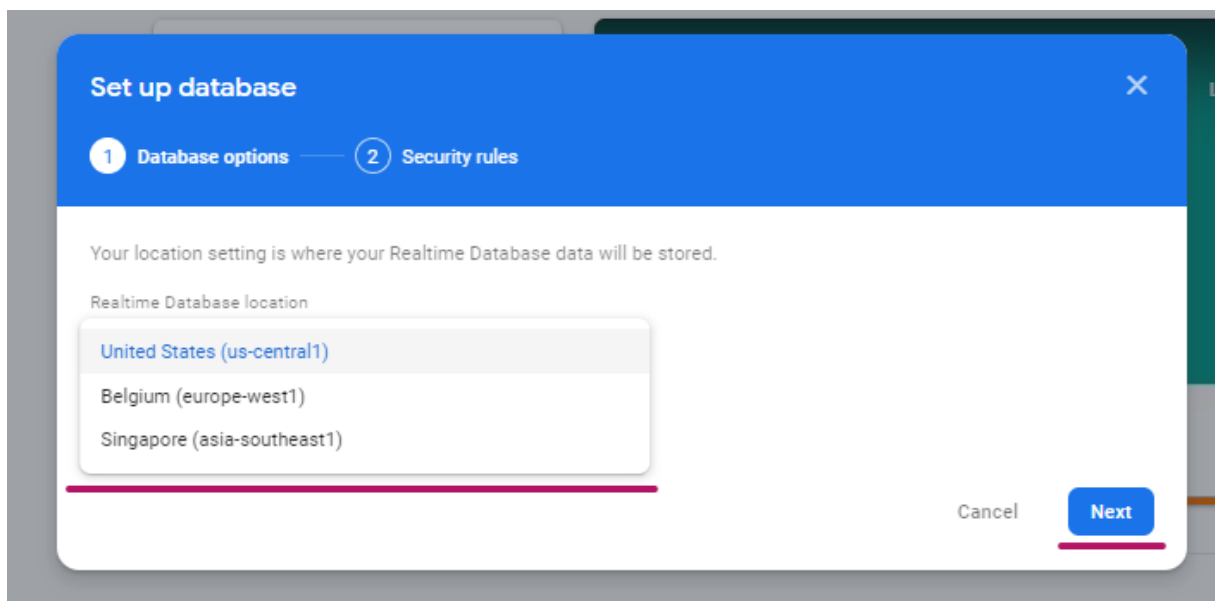 Set up database
1 Database options 2 Security rules
Your location setting is where your Realtime Database data will be stored.
Realtime Database location
United States (us-central1)
Belgium (europe-west1)
Singapore (asia-southeast1)
Cancel Next